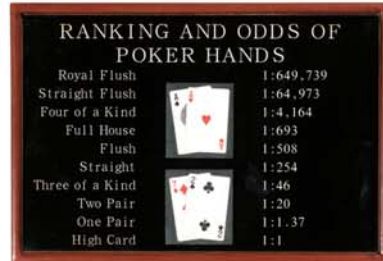 RANKING AND ODDS OF
POKER HANDS
Royal Flush 1:649,739
Straight Flush 1:64,973
Four of a Kind 1:4,164
Full House 1:693
Flush 1:508
Straight 1:254
Three of a Kind 1:46
Two Pair 1:20
One Pair 1:1.37
High Card 1:1